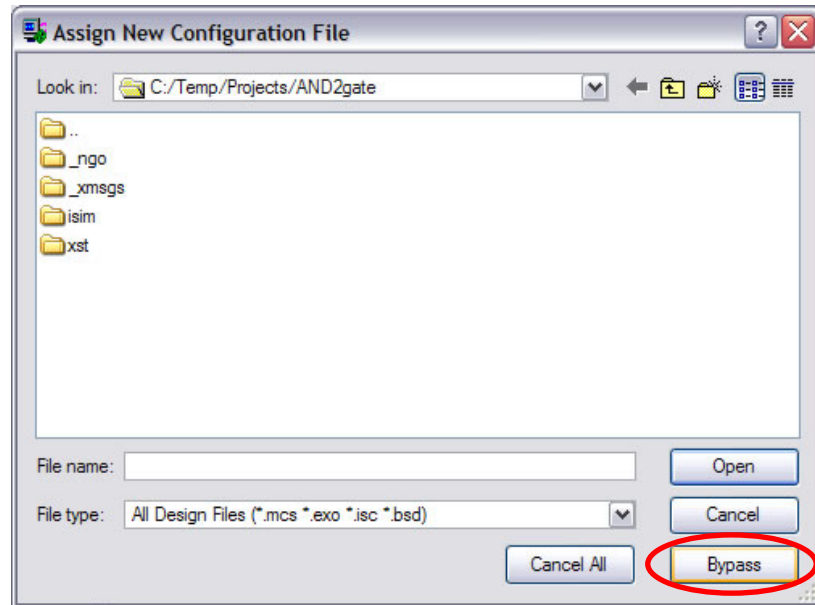 Assign New Configuration File
Look in: C:/Temp/Projects/AND2gate
..
_ngo
_xmsgs
isim
xst
File name: Open
File type: All Design Files (*.mcs *.exo *.isc *.bsd) Cancel
Cancel All Bypass